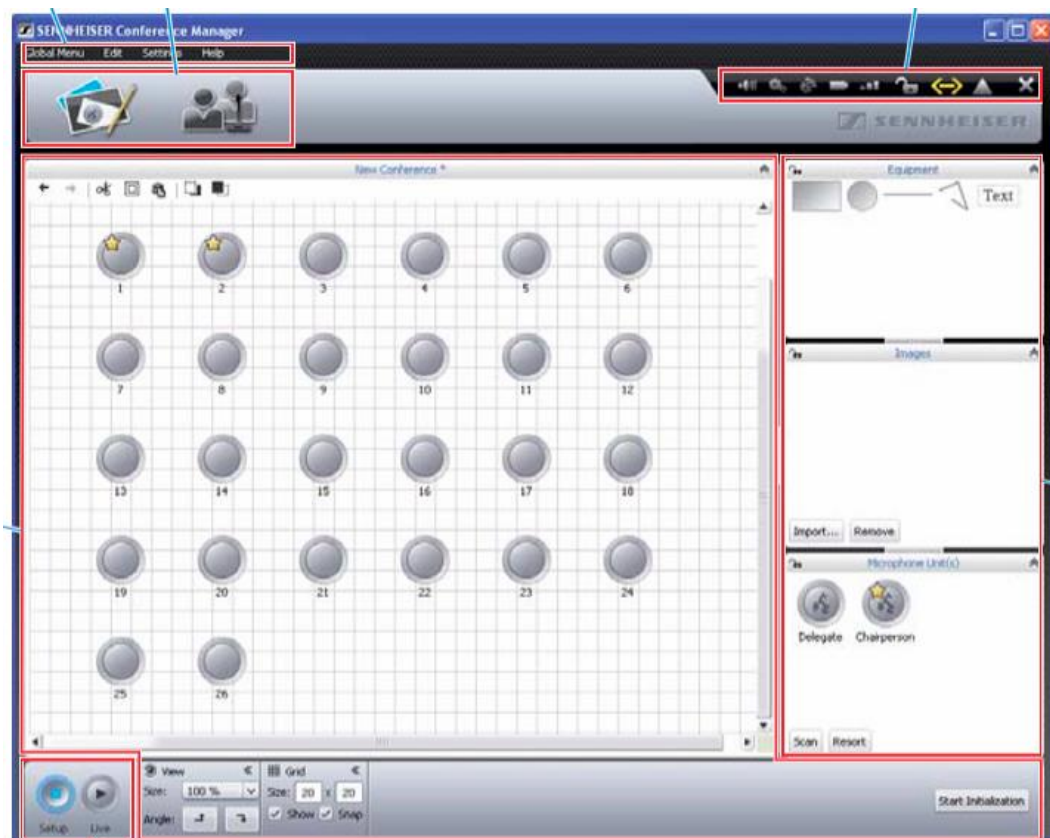 SENNHEISER Conference Manager
Global Menu Edit Settings Help
SENNHEISER
New Conference *
Equipment
Text
1 2 3 4 5 6
Images
7 8 9 10 11 12
13 14 15 16 17 18
Import... Remove
Microphone Unit(s)
19 20 21 22 23 24
Delegate Chairperson
25 26
Scan Resort
View Grid
Size: 100 % Size: 20 x 20
Angle: Show Snap
Start Initialization
Setup Live